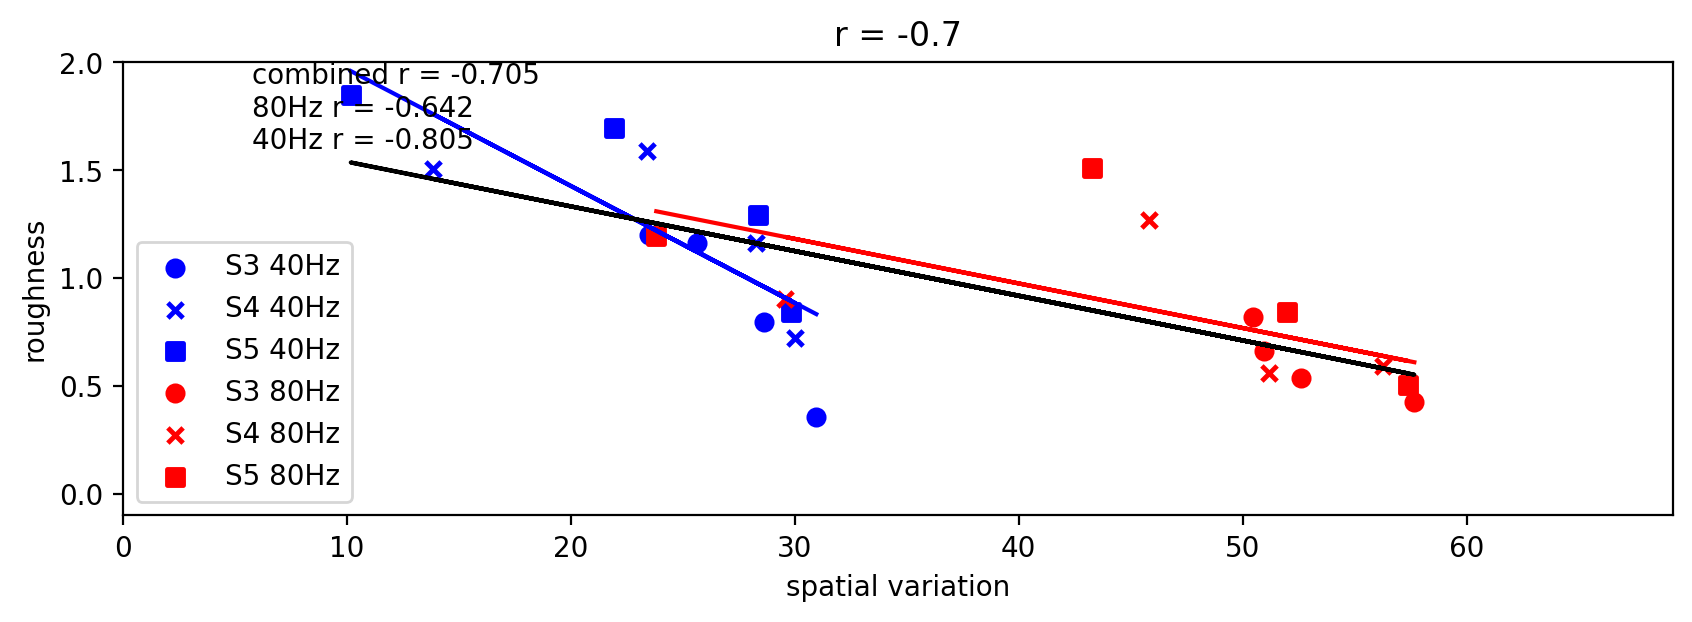 r = -0.7
combined r = -0.705
80Hz r = -0.642
40Hz r = -0.805
2.0
1.5
1.0
0.5
0.0
roughness
S3 40Hz
S4 40Hz
S5 40Hz
S3 80Hz
S4 80Hz
S5 80Hz
0 10 20 30 40 50 60
spatial variation